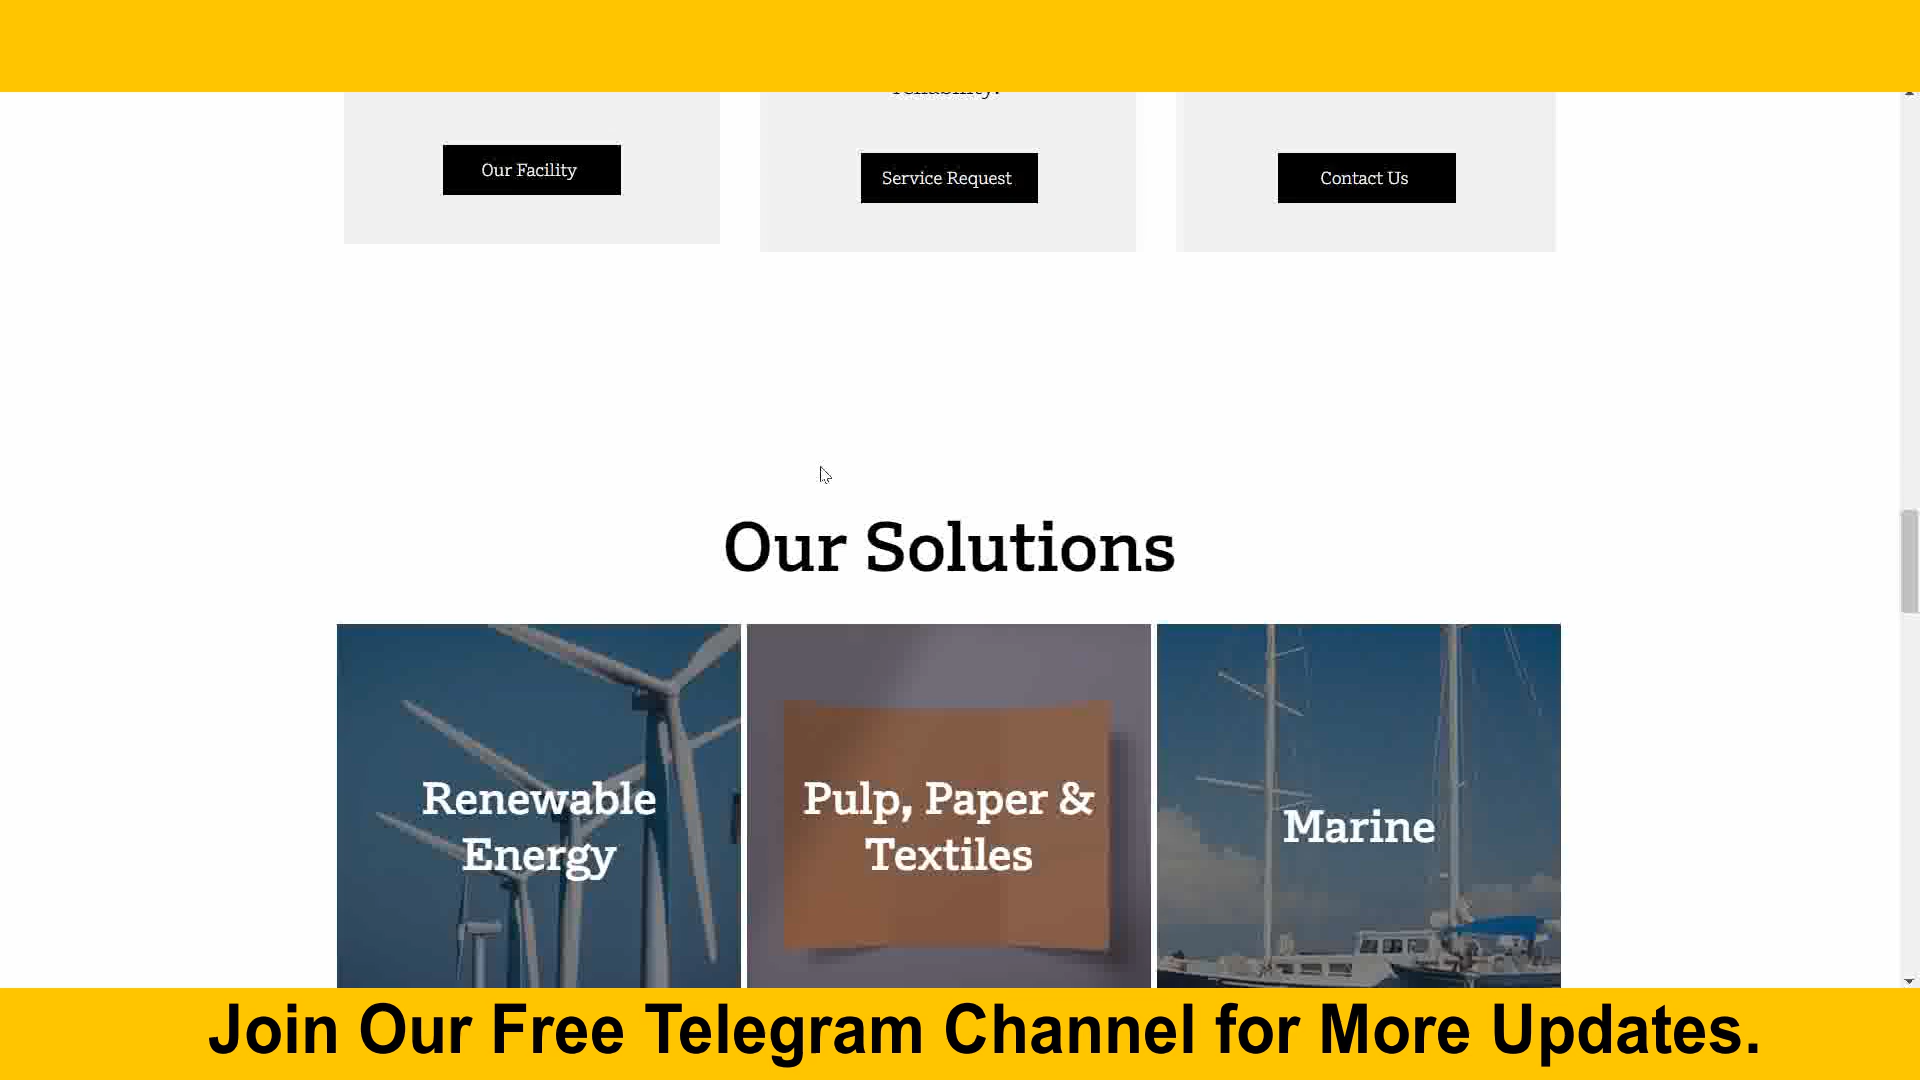 Our Facility
Service Request
Contact Us
Our Solutions
Renewable
Energy
Pulp, Paper &
Textiles
Marine
Join Our Free Telegram Channel for More Updates.